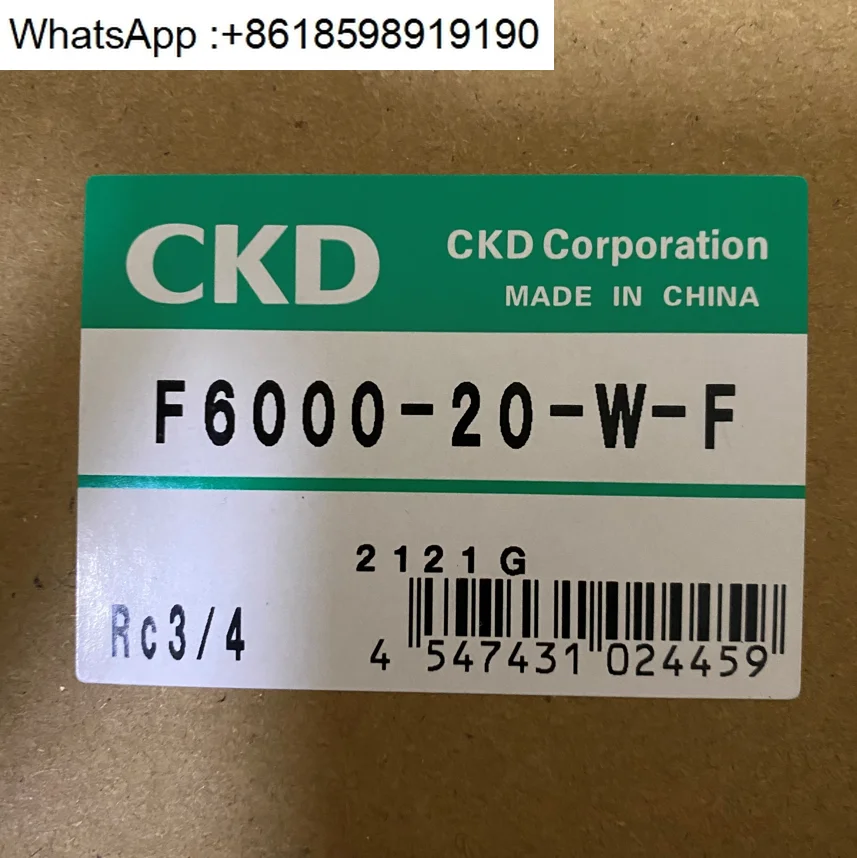 WhatsApp :+8618598919190
CKD
CKD Corporation
MADE IN CHINA
F6000-20-W-F
2121G
Rc3/4
4 547431 024459